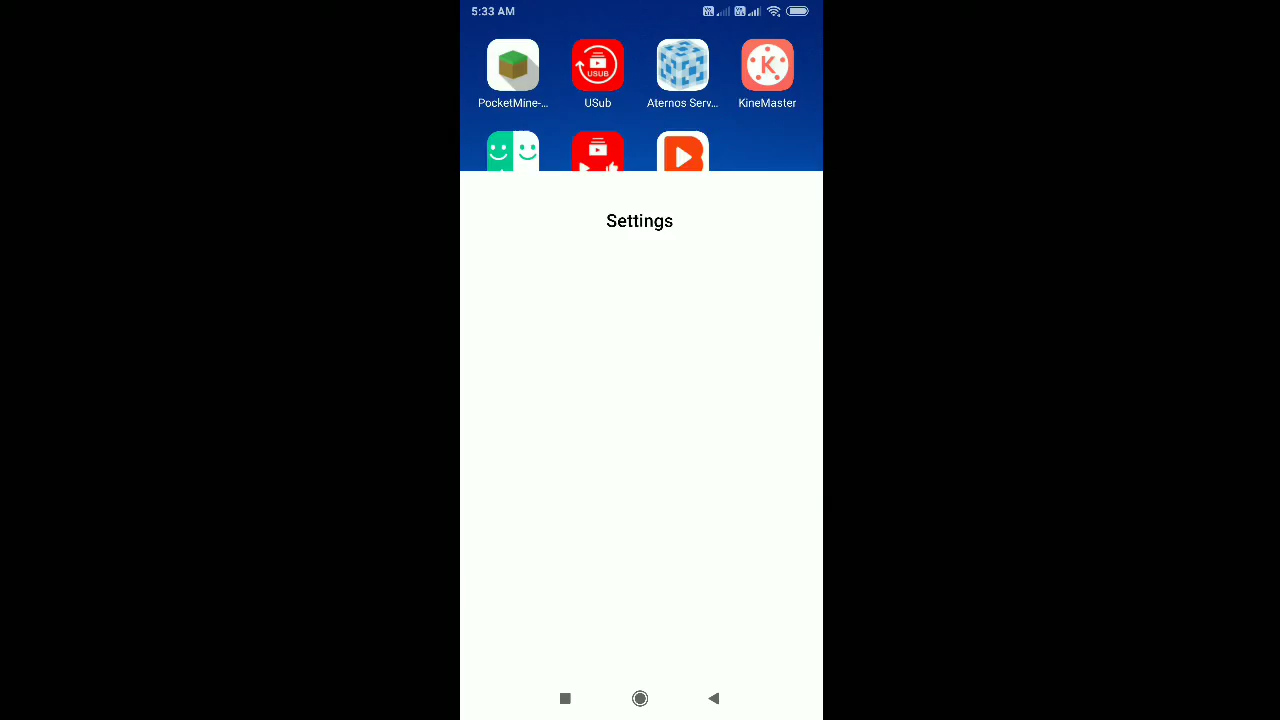 5:33 AM
PocketMine-... USub Aternos Serv... KineMaster
Settings